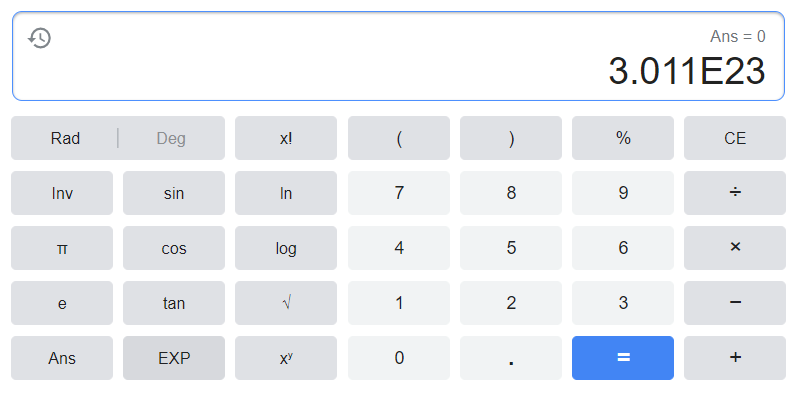 Ans = 0
3.011E23
Rad | Deg x! ( ) % CE
Inv sin ln 7 8 9 ÷
π cos log 4 5 6 ×
e tan √ 1 2 3 −
Ans EXP xʸ 0 . = +